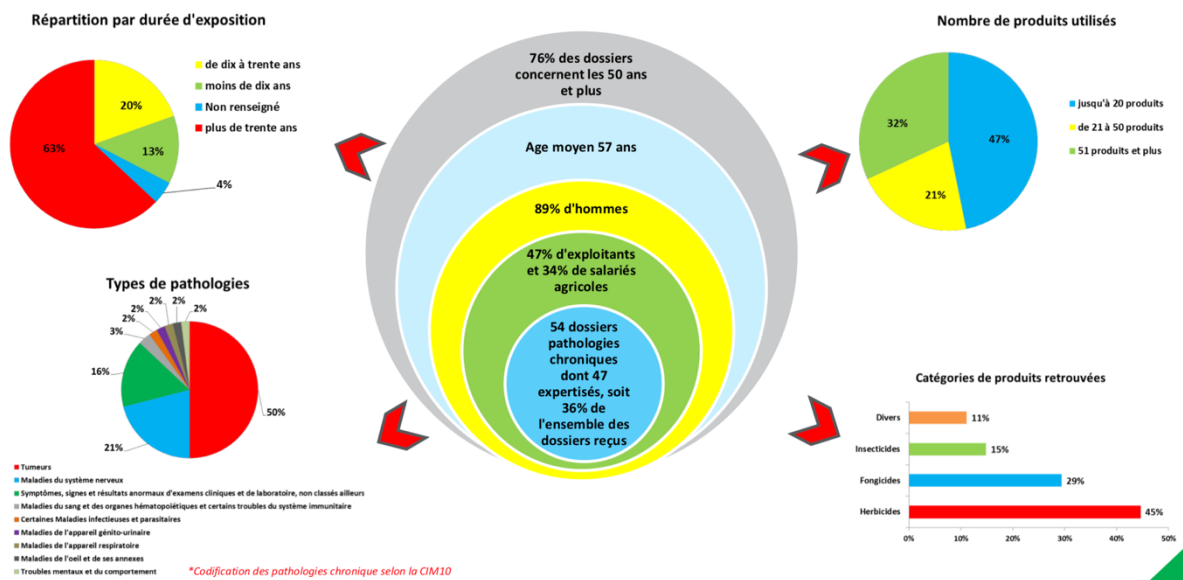 Répartition par durée d'exposition
de dix à trente ans
moins de dix ans
Non renseigné
plus de trente ans
20%
13%
4%
63%
Types de pathologies
2%
2%
2%
2%
2%
3%
16%
21%
50%
Tumeurs
Maladies du système nerveux
Symptômes, signes et résultats anormaux d'examens cliniques et de laboratoire, non classés ailleurs
Maladies du sang et des organes hématopoïétiques et certains troubles du système immunitaire
Certaines Maladies infectieuses et parasitaires
Maladies de l'appareil génito-urinaire
Maladies de l'appareil respiratoire
Maladies de l'oeil et de ses annexes
Troubles mentaux et du comportement
*Codification des pathologies chronique selon la CIM10
76% des dossiers
concernent les 50 ans
et plus
Age moyen 57 ans
89% d'hommes
47% d'exploitants
et 34% de salariés
agricoles
54 dossiers
pathologies
chroniques
dont 47
expertisés, soit
36% de
l'ensemble des
dossiers reçus
Nombre de produits utilisés
jusqu'à 20 produits
de 21 à 50 produits
51 produits et plus
47%
21%
32%
Catégories de produits retrouvées
Divers
11%
Insecticides
15%
Fongicides
29%
Herbicides
45%
0%
10%
20%
30%
40%
50%